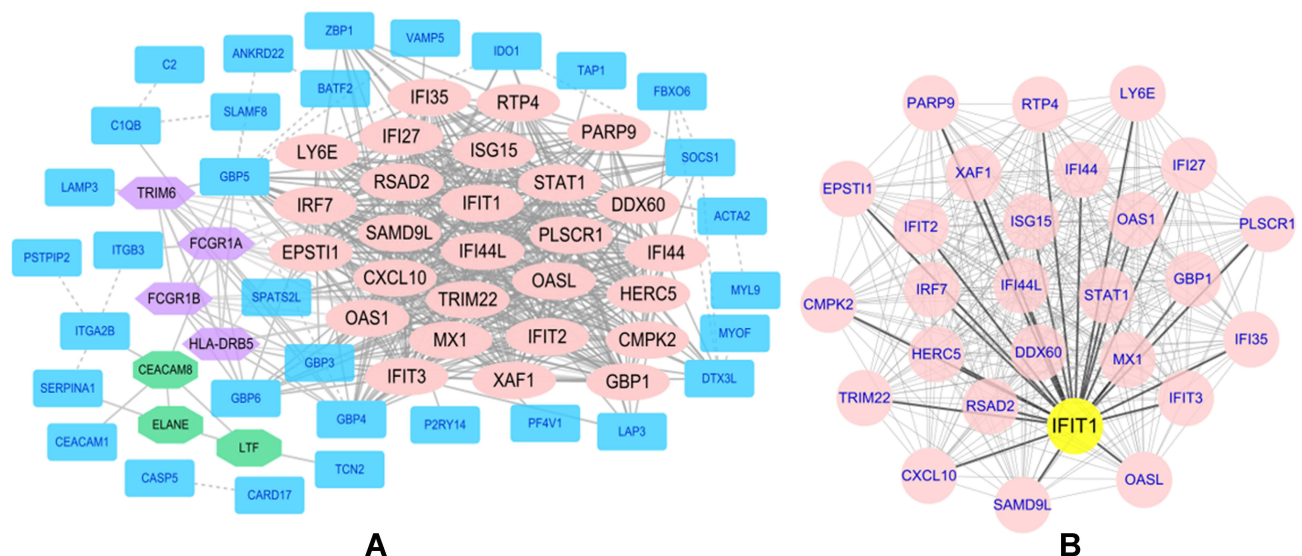 ZBP1
VAMP5
IDO1
ANKRD22
C2
TAP1
BATF2
FBXO6
IFI35
RTP4
SLAMF8
C1QB
IFI27
PARP9
LY6E
ISG15
SOCS1
GBP5
RSAD2
STAT1
LAMP3
TRIM6
IRF7
IFIT1
DDX60
ACTA2
SAMD9L
PLSCR1
FCGR1A
ITGB3
EPSTI1
IFI44L
IFI44
PSTPIP2
CXCL10
OASL
MYL9
FCGR1B
SPATS2L
TRIM22
HERC5
OAS1
ITGA2B
MYOF
HLA-DRB5
MX1
IFIT2
CMPK2
GBP3
CEACAM8
IFIT3
XAF1
GBP1
DTX3L
SERPINA1
GBP6
GBP4
P2RY14
PF4V1
LAP3
ELANE
CEACAM1
LTF
TCN2
CASP5
CARD17
A
PARP9
RTP4
LY6E
XAF1
IFI44
IFI27
EPSTI1
IFIT2
ISG15
OAS1
PLSCR1
IFI44L
GBP1
IRF7
STAT1
CMPK2
IFI35
HERC5
DDX60
MX1
TRIM22
RSAD2
IFIT3
IFIT1
CXCL10
OASL
SAMD9L
B